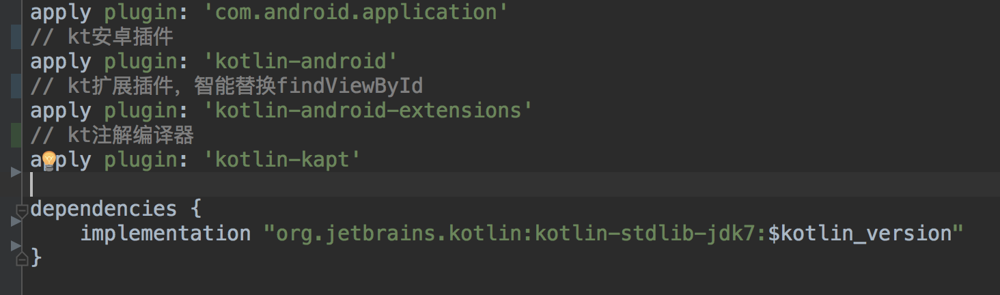 apply plugin: 'com.android.application'
// kt安卓插件
apply plugin: 'kotlin-android'
// kt扩展插件，智能替换findViewById
apply plugin: 'kotlin-android-extensions'
// kt注解编译器
apply plugin: 'kotlin-kapt'
dependencies {
    implementation "org.jetbrains.kotlin:kotlin-stdlib-jdk7:$kotlin_version"
}